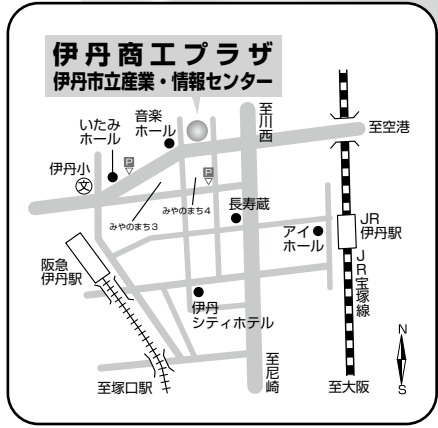 伊丹商工プラザ
伊丹市立産業・情報センター
至川西
至空港
音楽
ホール
いたみ
ホール
伊丹小
文
P
P
みやのまち3
みやのまち4
長寿蔵
アイ
ホール
JR
伊丹駅
JR宝塚線
阪急
伊丹駅
伊丹
シティホテル
至塚口駅
至尼崎
至大阪
N
S